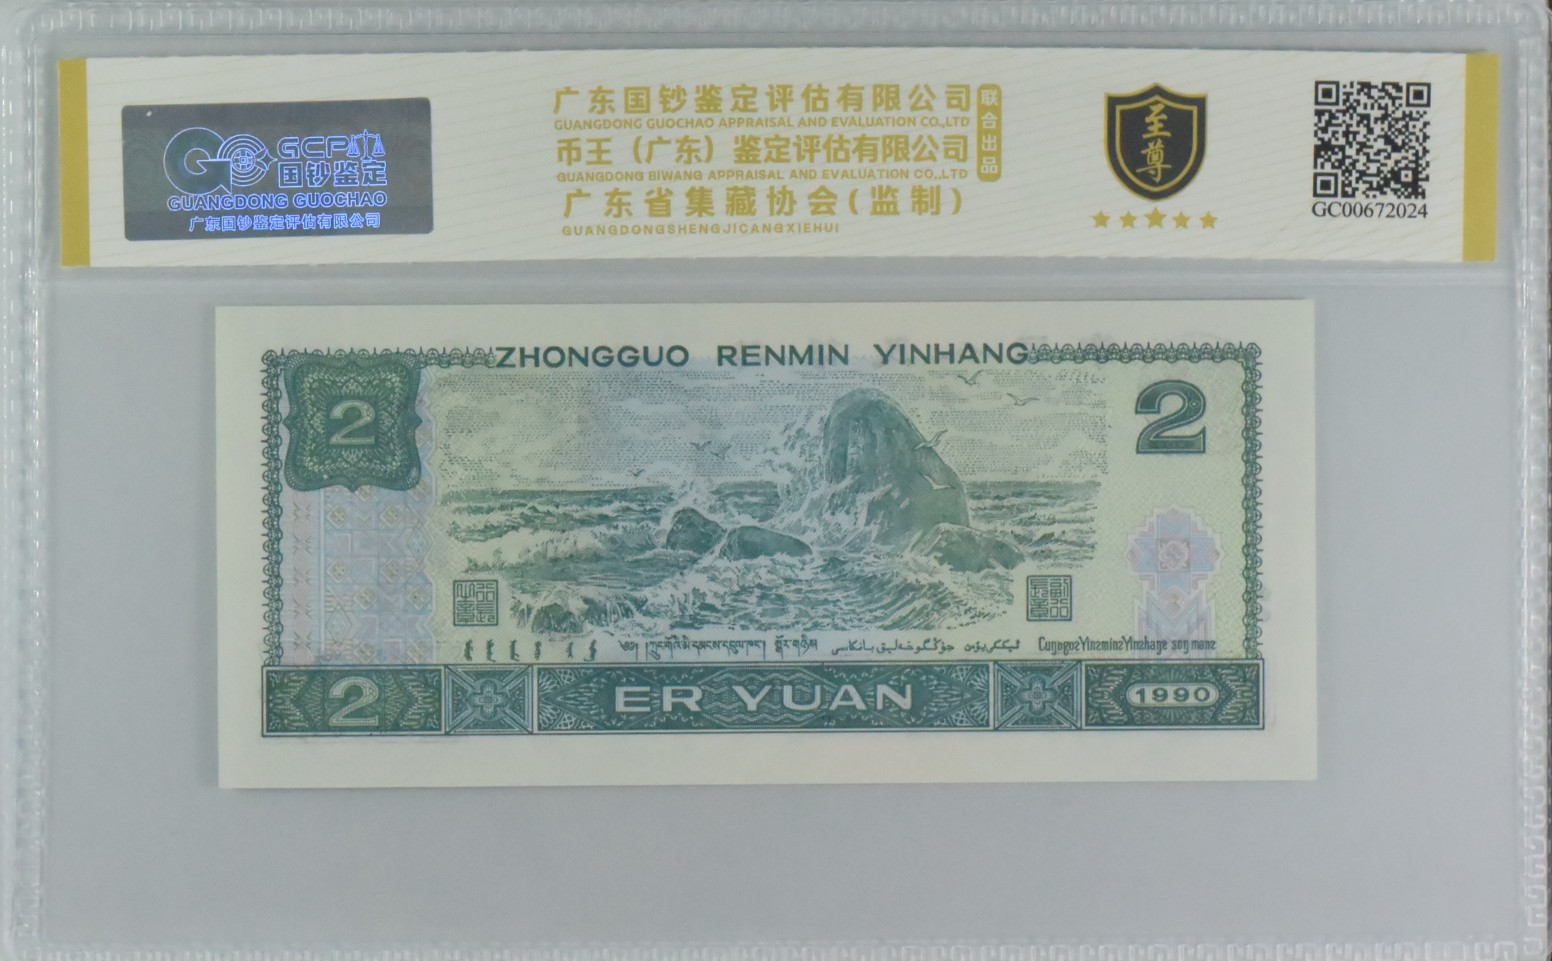 GCP
国钞鉴定
GUANGDONG GUOCHAO
广东国钞鉴定评估有限公司
广东国钞鉴定评估有限公司
GUANGDONG GUOCHAO APPRAISAL AND EVALUATION CO.,LTD
币王（广东）鉴定评估有限公司
GUANGDONG BIWANG APPRAISAL AND EVALUATION CO.,LTD
联合出品
广东省集藏协会(监制)
GUANGDONGSHENGJICANGXIEHUI
至尊
GC00672024
ZHONGGUO RENMIN YINHANG
2
2
2
ER YUAN
1990